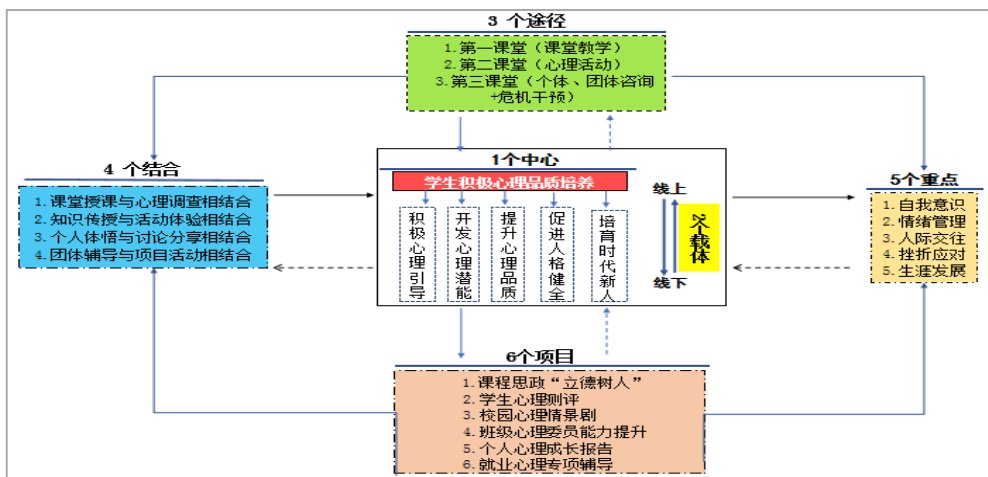 3 个途径
1. 第一课堂（课堂教学）
2. 第二课堂（心理活动）
3. 第三课堂（个体、团体咨询
+危机干预）
4 个结合
1. 课堂授课与心理调查相结合
2. 知识传授与活动体验相结合
3. 个人体悟与讨论分享相结合
4. 团体辅导与项目活动相结合
1个中心
学生积极心理品质培养
积极心理引导
开发心理潜能
提升心理品质
促进人格健全
培育时代新人
线上
2个载体
线下
5个重点
1. 自我意识
2. 情绪管理
3. 人际交往
4. 挫折应对
5. 生涯发展
6个项目
1. 课程思政“立德树人”
2. 学生心理测评
3. 校园心理情景剧
4. 班级心理委员能力提升
5. 个人心理成长报告
6. 就业心理专项辅导